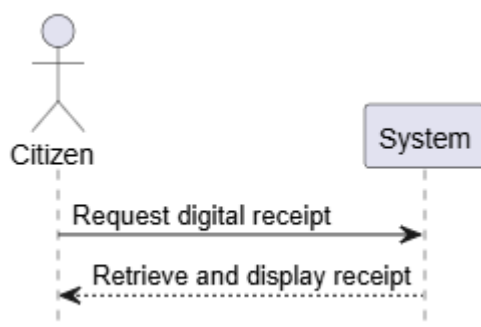 Citizen
System
Request digital receipt
Retrieve and display receipt